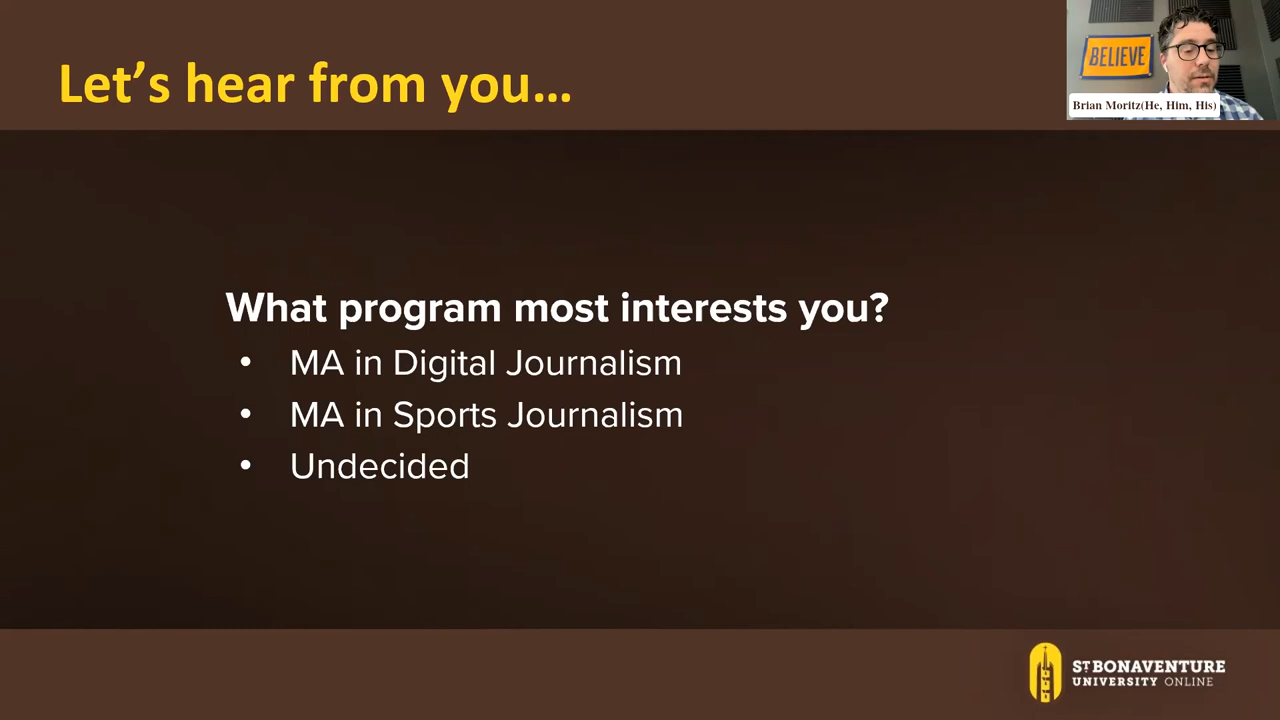 Let's hear from you...
BELIEVE
Brian Moritz(He, Him, His)
What program most interests you?
• MA in Digital Journalism
• MA in Sports Journalism
• Undecided
ST. BONAVENTURE
UNIVERSITY ONLINE